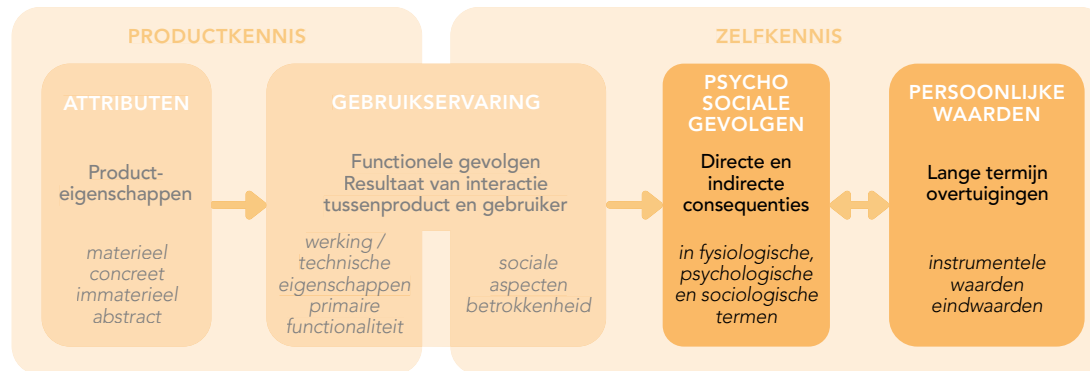 PRODUCTKENNIS
ZELFKENNIS
ATTRIBUTEN
Product-
eigenschappen
materieel
concreet
immaterieel
abstract
GEBRUIKSERVARING
Functionele gevolgen
Resultaat van interactie
tussenproduct en gebruiker
werking /
technische
eigenschappen
primaire
functionaliteit
sociale
aspecten
betrokkenheid
PSYCHO
SOCIALE
GEVOLGEN
Directe en
indirecte
consequenties
in fysiologische,
psychologische
en sociologische
termen
PERSOONLIJKE
WAARDEN
Lange termijn
overtuigingen
instrumentele
waarden
eindwaarden